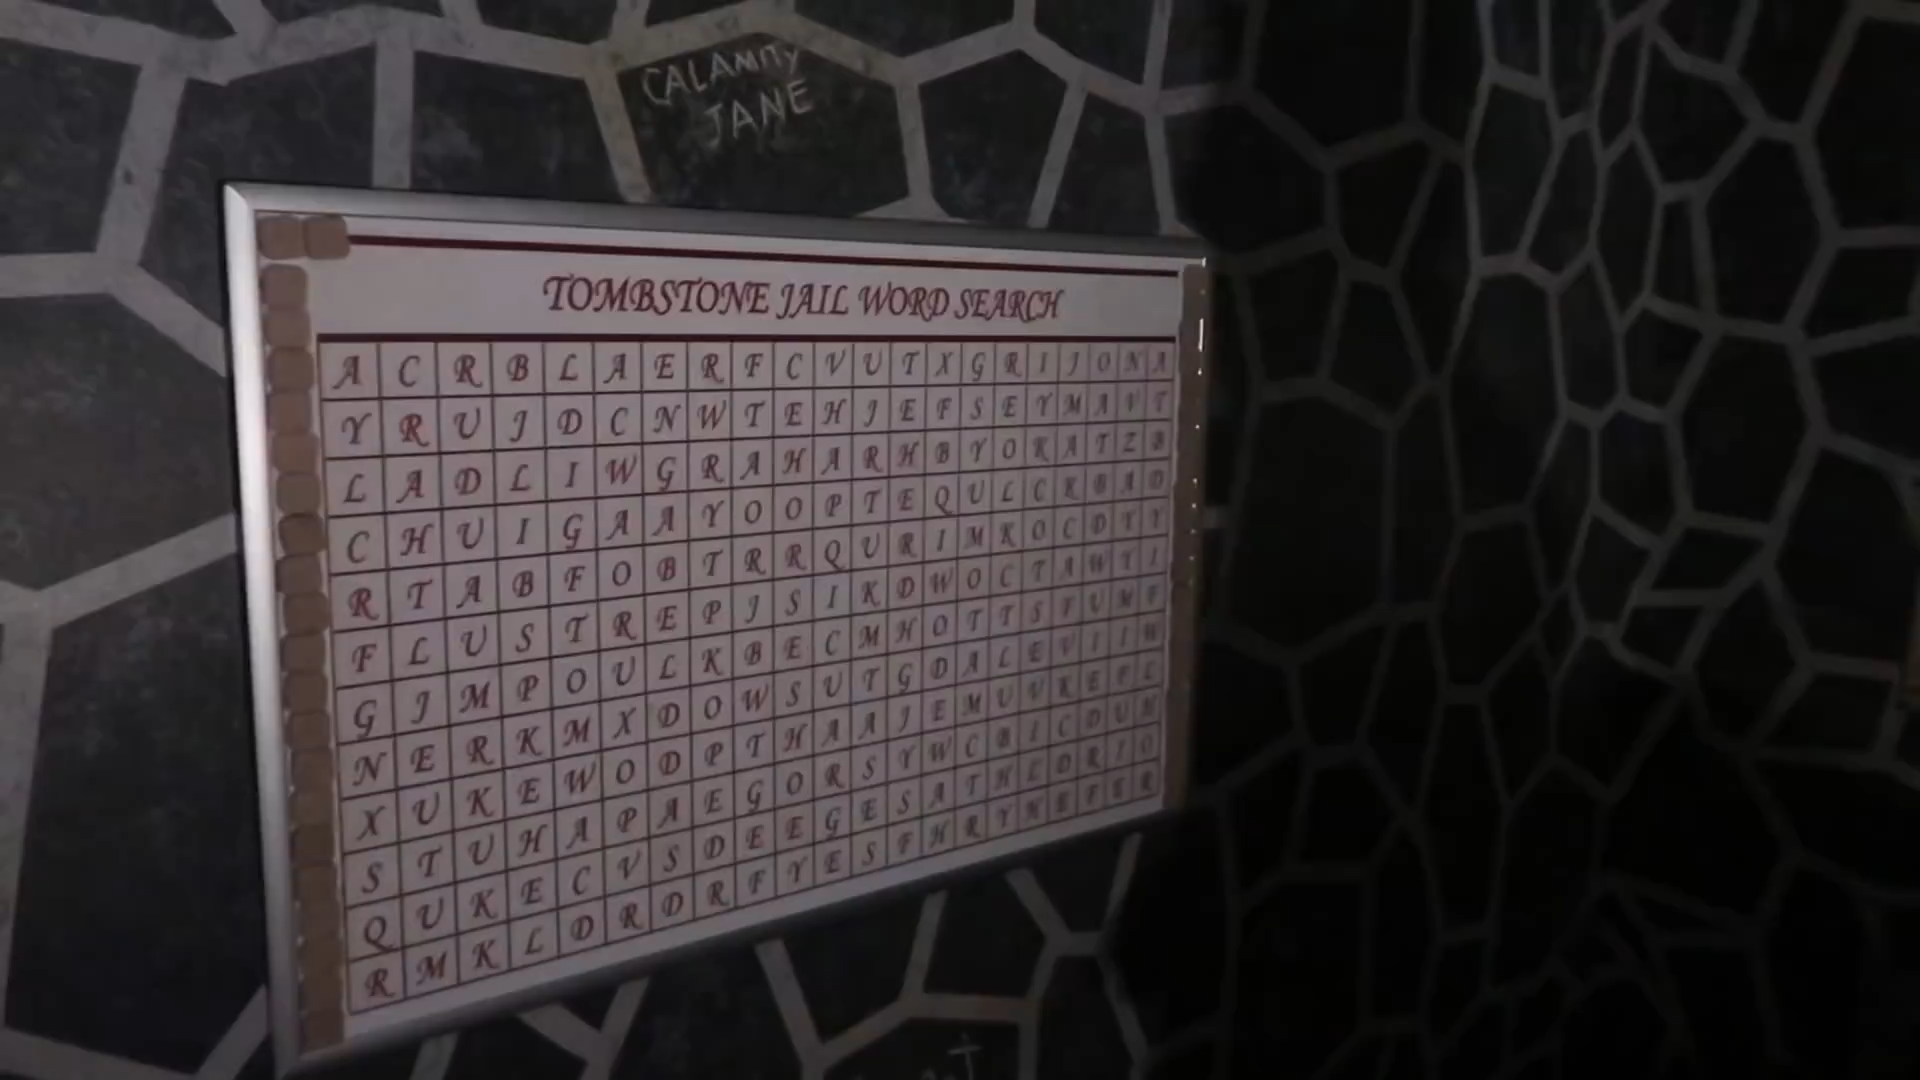 CALAMITY
JANE
TOMBSTONE JAIL WORD SEARCH
A C R B L A E R F C V U T X G R I J O N A
Y R U J D C N W T E H J E F S E Y M A V T
L A D L I W G R A H A R H B Y O K A T Z B
C H U I G A A Y O O P T E Q U L C K B A D
R T A B F O B T R R Q U R I M K O C D T Y
F L U S T R E P J S I K D W O C T A W Y I
G J M P O U L K B E C M H O T T S F U M F
N E R K M X D O W S U T G D A L E V I I W
X U K E W O D P T H A A J E M U V K E P L
S T U H A P A E G O R S Y W C B I C D U N
Q U K E C V S D E E G E S A T H L D R I O
R M K L D R D R F Y E S F H R Y N E F E R